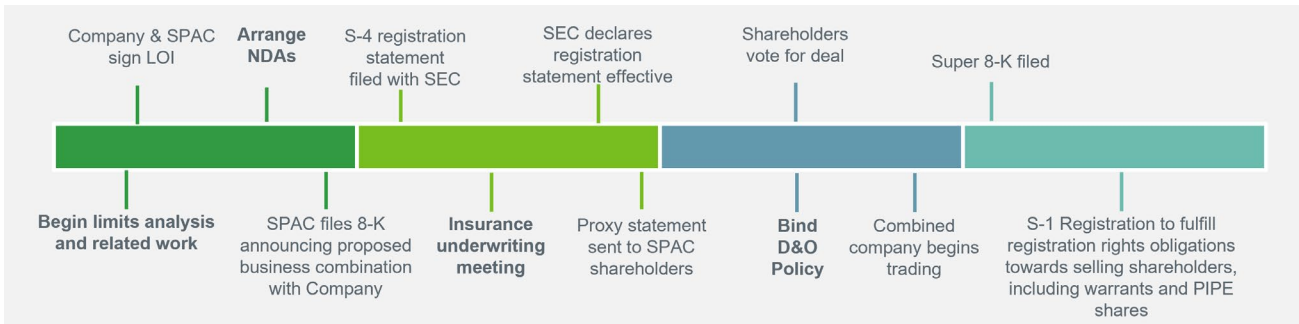 Company & SPAC
sign LOI
Arrange
NDAs
S-4 registration
statement
filed with SEC
SEC declares
registration
statement effective
Shareholders
vote for deal
Super 8-K filed
Begin limits analysis
and related work
SPAC files 8-K
announcing proposed
business combination
with Company
Insurance
underwriting
meeting
Proxy statement
sent to SPAC
shareholders
Bind
D&O
Policy
Combined
company begins
trading
S-1 Registration to fulfill
registration rights obligations
towards selling shareholders,
including warrants and PIPE
shares